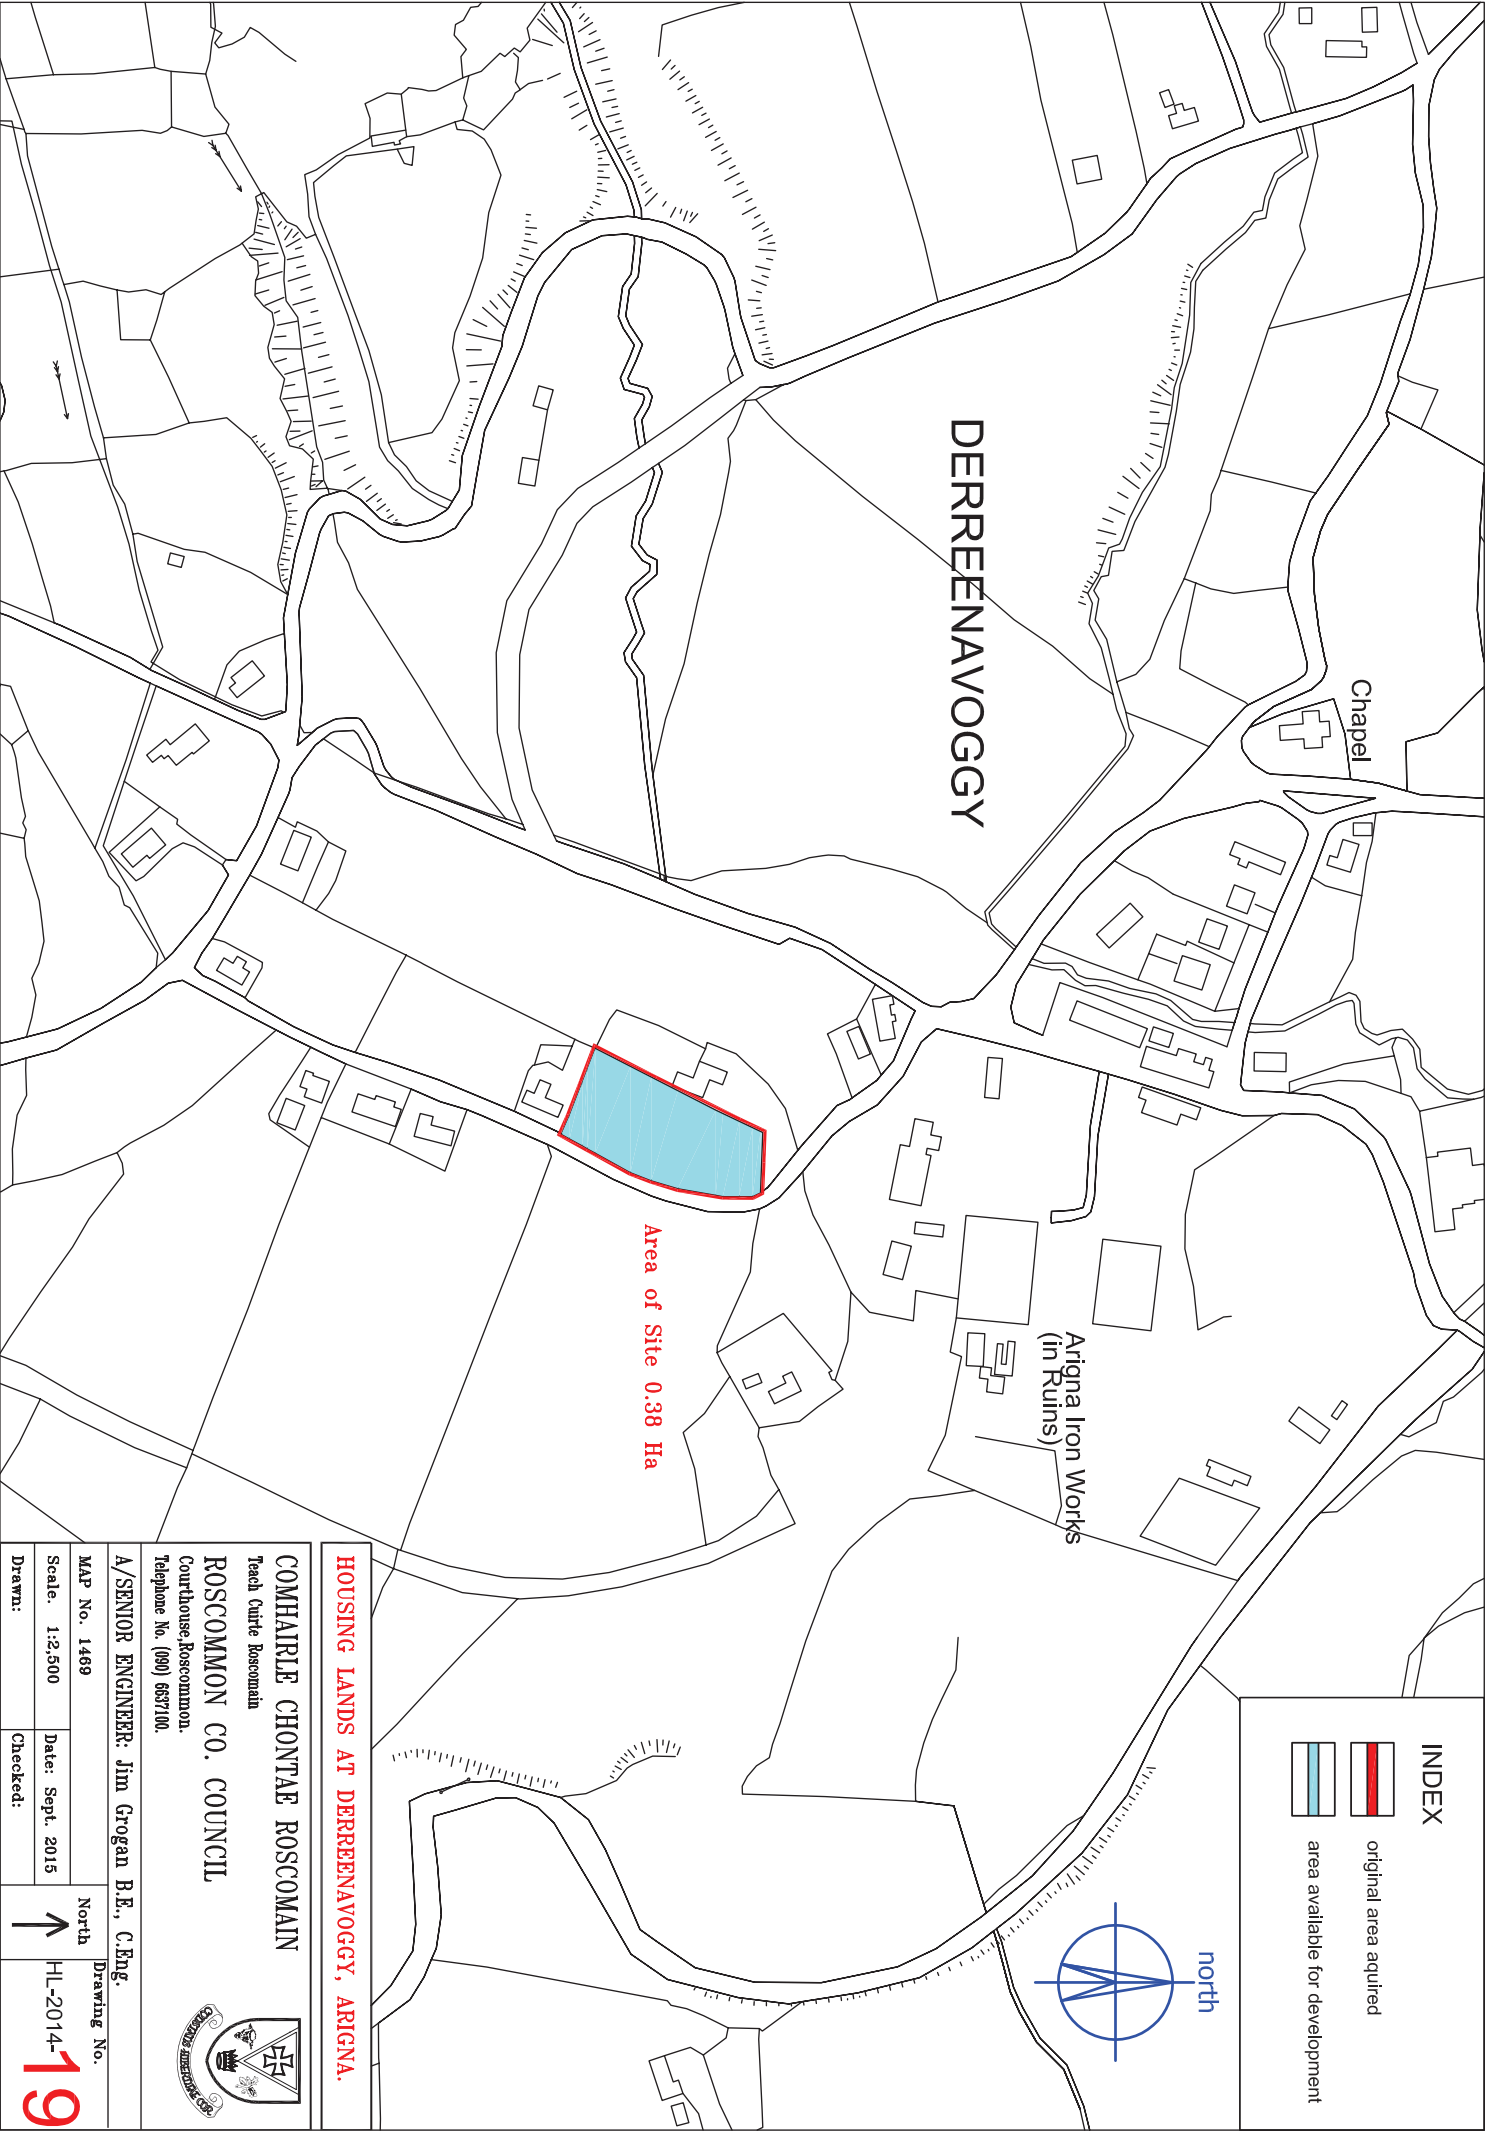 DERREENAVOGGY
Chapel
Arigna Iron Works
(in Ruins)
Area of Site 0.38 Ha
INDEX
original area aquired
area available for development
north
HOUSING LANDS AT DERREENAVOGGY, ARIGNA.
COMHAIRLE CHONTAE ROSCOMAIN
Teach Cuirte Roscomain
ROSCOMMON CO. COUNCIL
Courthouse,Roscommon.
Telephone No. (090) 6637100.
A/SENIOR ENGINEER: Jim Grogan B.E., C.Eng.
MAP No. 1469
Scale. 1:2,500
Date: Sept. 2015
Drawn:
Checked:
North
Drawing No.
HL-2014-19